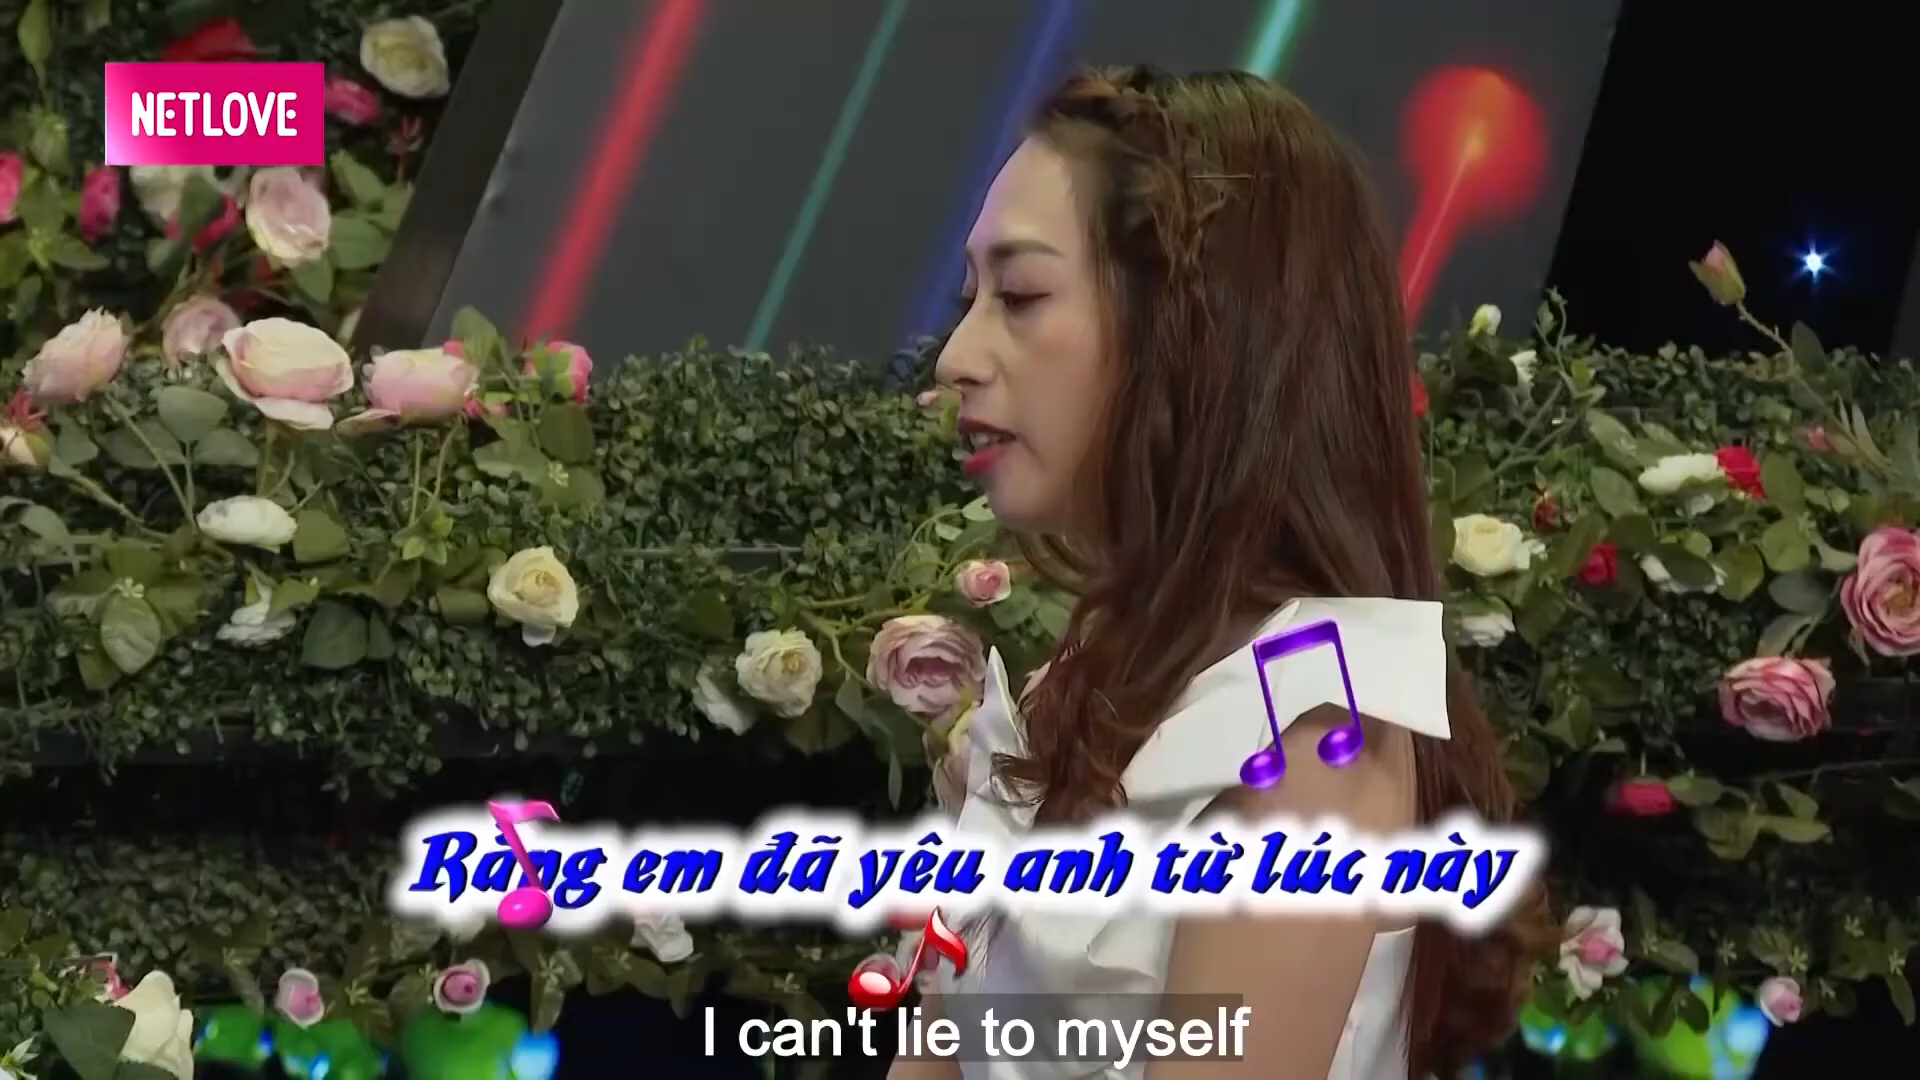 NETLOVE
Rằng em đã yêu anh từ lúc này
I can't lie to myself